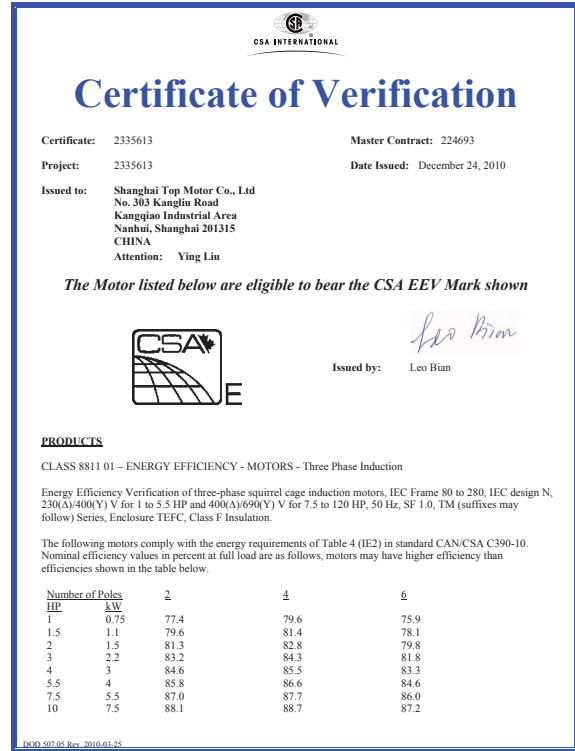 CSA INTERNATIONAL
Certificate of Verification
Certificate: 2335613 Master Contract: 224693
Project: 2335613 Date Issued: December 24, 2010
Issued to: Shanghai Top Motor Co., Ltd
No. 303 Kangliu Road
Kangqiao Industrial Area
Nanhui, Shanghai 201315
CHINA
Attention: Ying Liu
The Motor listed below are eligible to bear the CSA EEV Mark shown
CSA
E
Leo Bian
Issued by: Leo Bian
PRODUCTS
CLASS 8811 01 – ENERGY EFFICIENCY - MOTORS - Three Phase Induction
Energy Efficiency Verification of three-phase squirrel cage induction motors, IEC Frame 80 to 280, IEC design N,
230(Δ)/400(Y) V for 1 to 5.5 HP and 400(Δ)/690(Y) V for 7.5 to 120 HP, 50 Hz, SF 1.0, TM (suffixes may
follow) Series, Enclosure TEFC, Class F Insulation.
The following motors comply with the energy requirements of Table 4 (IE2) in standard CAN/CSA C390-10.
Nominal efficiency values in percent at full load are as follows, motors may have higher efficiency than
efficiencies shown in the table below.
Number of Poles 2 4 6
HP kW
1 0.75 77.4 79.6 75.9
1.5 1.1 79.6 81.4 78.1
2 1.5 81.3 82.8 79.8
3 2.2 83.2 84.3 81.8
4 3 84.6 85.5 83.3
5.5 4 85.8 86.6 84.6
7.5 5.5 87.0 87.7 86.0
10 7.5 88.1 88.7 87.2
DOD 507.05 Rev. 2010-03-25